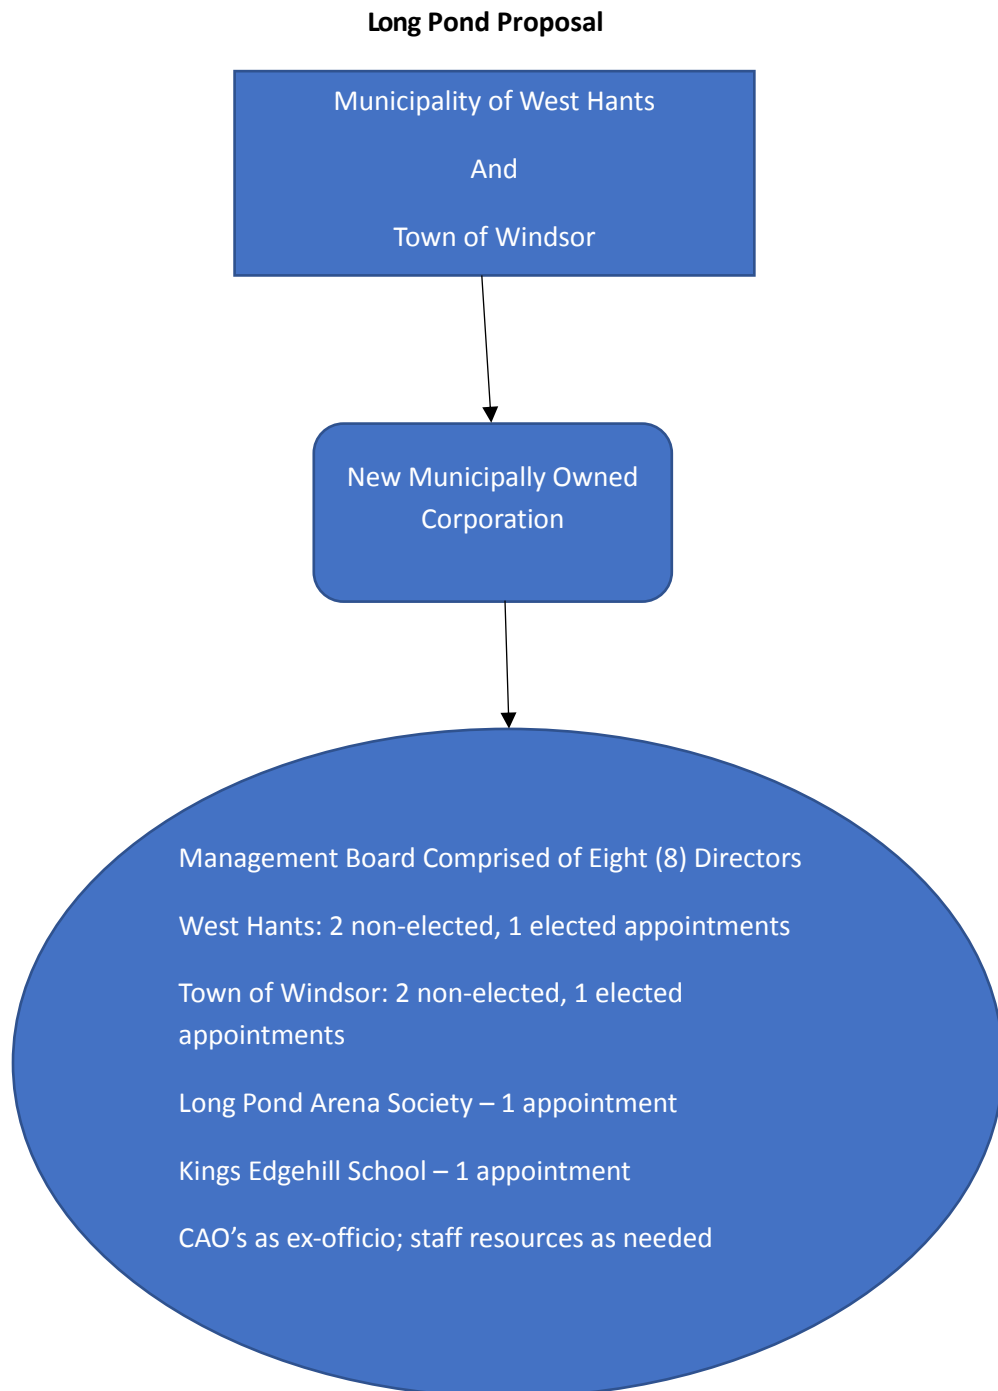 Long Pond Proposal
Municipality of West Hants
And
Town of Windsor
New Municipally Owned
Corporation
Management Board Comprised of Eight (8) Directors
West Hants: 2 non-elected, 1 elected appointments
Town of Windsor: 2 non-elected, 1 elected
appointments
Long Pond Arena Society – 1 appointment
Kings Edgehill School – 1 appointment
CAO’s as ex-officio; staff resources as needed